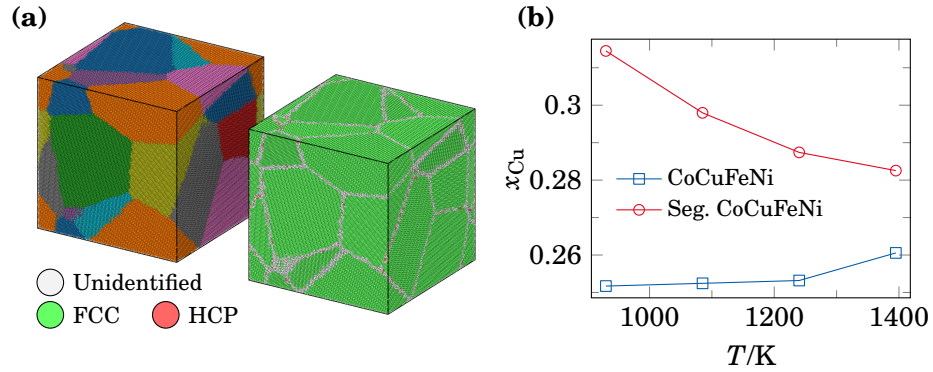 (a)
Unidentified
FCC HCP
(b)
0.3
0.28
0.26
x_Cu
CoCuFeNi
Seg. CoCuFeNi
1000 1200 1400
T/K